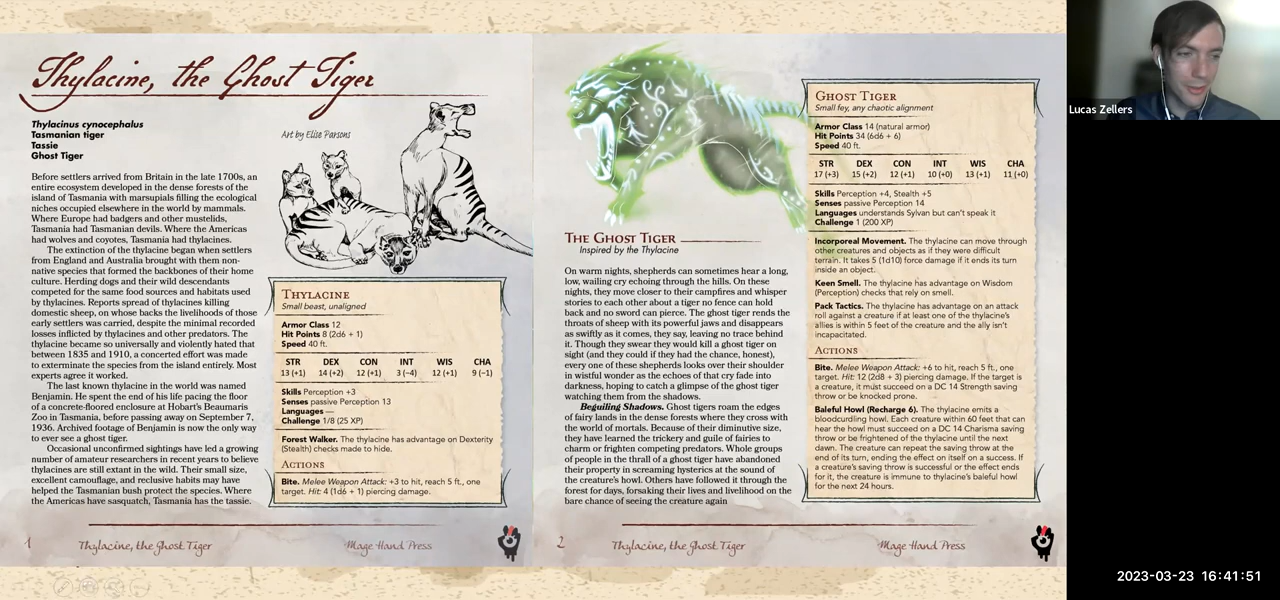 Thylacine, the Ghost Tiger
Thylacinus cynocephalus
Tasmanian tiger
Tassie
Ghost Tiger
Art by Elise Parsons
Before settlers arrived from Britain in the late 1700s, an
entire ecosystem developed in the dense forests of the
island of Tasmania with marsupials filling the ecological
niches occupied elsewhere in the world by mammals.
Where Europe had badgers and other mustelids,
Tasmania had Tasmanian devils. Where the Americas
had wolves and coyotes, Tasmania had thylacines.
The extinction of the thylacine began when settlers
from England and Australia brought with them non-
native species that formed the backbones of their home
culture. Herding dogs and their wild descendants
competed for the same food sources and habitats used
by thylacines. Reports spread of thylacines killing
domestic sheep, on whose backs the livelihoods of those
early settlers was carried, despite the minimal recorded
losses inflicted by thylacines and other predators. The
thylacine became so universally and violently hated that
between 1835 and 1910, a concerted effort was made
to exterminate the species from the island entirely. Most
experts agree it worked.
The last known thylacine in the world was named
Benjamin. He spent the end of his life pacing the floor
of a concrete-floored enclosure at Hobart's Beaumaris
Zoo in Tasmania, before passing away on September 7,
1936. Archived footage of Benjamin is now the only way
to ever see a ghost tiger.
Occasional unconfirmed sightings have led a growing
number of amateur researchers in recent years to believe
thylacines are still extant in the wild. Their small size,
excellent camouflage, and reclusive habits may have
helped the Tasmanian bush protect the species. Where
the Americas have sasquatch, Tasmania has the tassie.
Thylacine
Small beast, unaligned
Armor Class 12
Hit Points 8 (2d6 + 1)
Speed 40 ft.
STR DEX CON INT WIS CHA
13 (+1) 14 (+2) 12 (+1) 3 (–4) 12 (+1) 9 (–1)
Skills Perception +3
Senses passive Perception 13
Languages —
Challenge 1/8 (25 XP)
Forest Walker. The thylacine has advantage on Dexterity
(Stealth) checks made to hide.
Actions
Bite. Melee Weapon Attack: +3 to hit, reach 5 ft., one
target. Hit: 4 (1d6 + 1) piercing damage.
1 Thylacine, the Ghost Tiger Mage Hand Press
The Ghost Tiger
Inspired by the Thylacine
On warm nights, shepherds can sometimes hear a long,
low, wailing cry echoing through the hills. On these
nights, they move closer to their campfires and whisper
stories to each other about a tiger no fence can hold
back and no sword can pierce. The ghost tiger rends the
throats of sheep with its powerful jaws and disappears
as swiftly as it comes, they say, leaving no trace behind
it. Though they swear they would kill a ghost tiger on
sight (and they could if they had the chance, honest),
every one of these shepherds looks over their shoulder
in wistful wonder as the echoes of that cry fade into
darkness, hoping to catch a glimpse of the ghost tiger
watching them from the shadows.
Beguiling Shadows. Ghost tigers roam the edges
of fairy lands in the dense forests where they cross with
the world of mortals. Because of their diminutive size,
they have learned the trickery and guile of fairies to
charm or frighten competing predators. Whole groups
of people in the thrall of a ghost tiger have abandoned
their property in screaming hysterics at the sound of
the creature's howl. Others have followed it through the
forest for days, forsaking their lives and livelihood on the
bare chance of seeing the creature again
Ghost Tiger
Small fey, any chaotic alignment
Armor Class 14 (natural armor)
Hit Points 34 (6d6 + 6)
Speed 40 ft.
STR DEX CON INT WIS CHA
17 (+3) 15 (+2) 12 (+1) 10 (+0) 13 (+1) 11 (+0)
Skills Perception +4, Stealth +5
Senses passive Perception 14
Languages understands Sylvan but can't speak it
Challenge 1 (200 XP)
Incorporeal Movement. The thylacine can move through
other creatures and objects as if they were difficult
terrain. It takes 5 (1d10) force damage if it ends its turn
inside an object.
Keen Smell. The thylacine has advantage on Wisdom
(Perception) checks that rely on smell.
Pack Tactics. The thylacine has advantage on an attack
roll against a creature if at least one of the thylacine's
allies is within 5 feet of the creature and the ally isn't
incapacitated.
Actions
Bite. Melee Weapon Attack: +6 to hit, reach 5 ft., one
target. Hit: 12 (2d8 + 3) piercing damage. If the target is
a creature, it must succeed on a DC 14 Strength saving
throw or be knocked prone.
Baleful Howl (Recharge 6). The thylacine emits a
bloodcurdling howl. Each creature within 60 feet that can
hear the howl must succeed on a DC 14 Charisma saving
throw or be frightened of the thylacine until the next
dawn. The creature can repeat the saving throw at the
end of its turn, ending the effect on itself on a success. If
a creature's saving throw is successful or the effect ends
for it, the creature is immune to thylacine's baleful howl
for the next 24 hours.
2 Thylacine, the Ghost Tiger Mage Hand Press
Lucas Zellers
2023-03-23 16:41:51